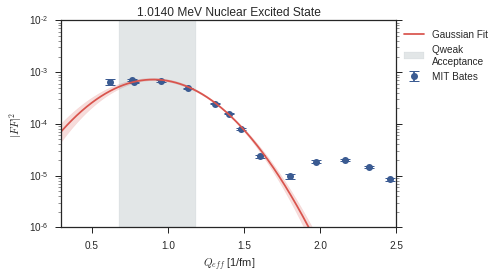 1.0140 MeV Nuclear Excited State
10^-2
10^-3
10^-4
10^-5
10^-6
|FF|^2
0.5 1.0 1.5 2.0 2.5
Q_eff [1/fm]
Gaussian Fit
Qweak
Acceptance
MIT Bates